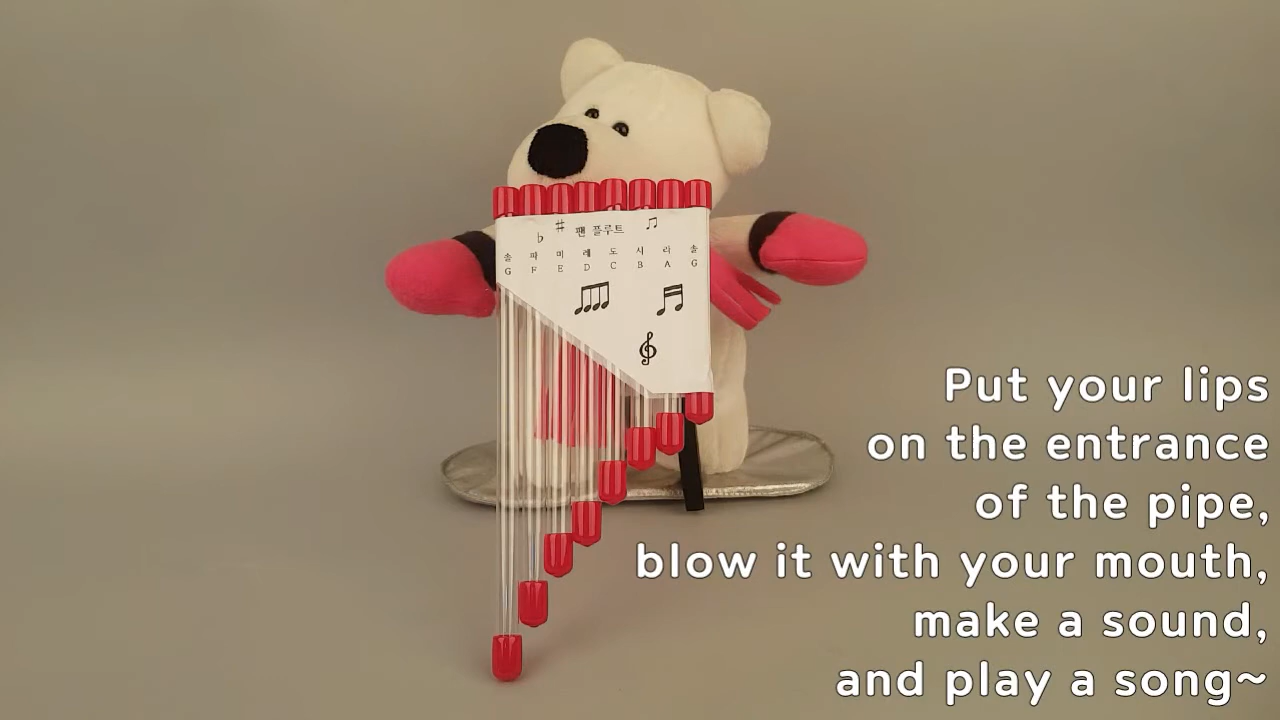 ♭ # 팬 플루트 ♫
솔 파 미 레 도 시 라 솔
G F E D C B A G
Put your lips
on the entrance
of the pipe,
blow it with your mouth,
make a sound,
and play a song~